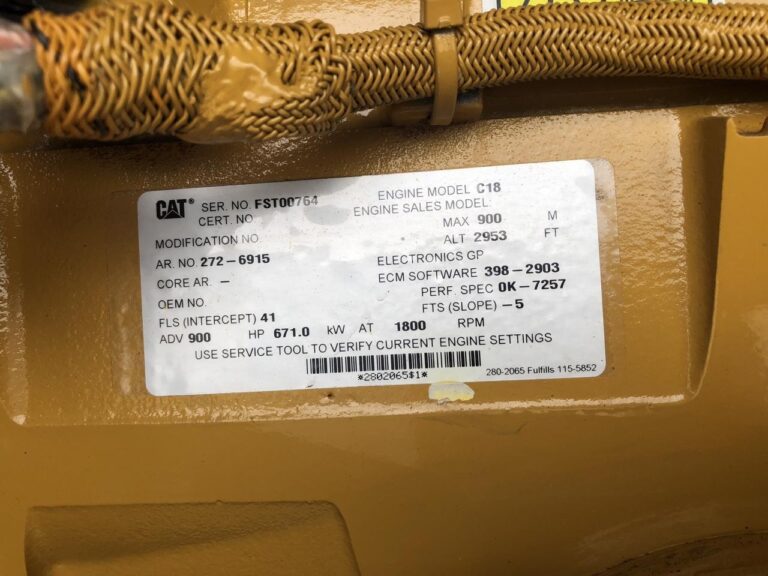 CAT® SER. NO. FST00764 ENGINE MODEL C18
CERT. NO. ENGINE SALES MODEL:
MODIFICATION NO. MAX 900 M
ALT 2953 FT
AR. NO 272-6915 ELECTRONICS GP
CORE AR. - ECM SOFTWARE 398-2903
OEM NO. PERF. SPEC 0K-7257
FLS (INTERCEPT) 41 FTS (SLOPE) -5
ADV 900 HP 671.0 kW AT 1800 RPM
USE SERVICE TOOL TO VERIFY CURRENT ENGINE SETTINGS
*2802065$1* 280-2065 Fulfills 115-5852